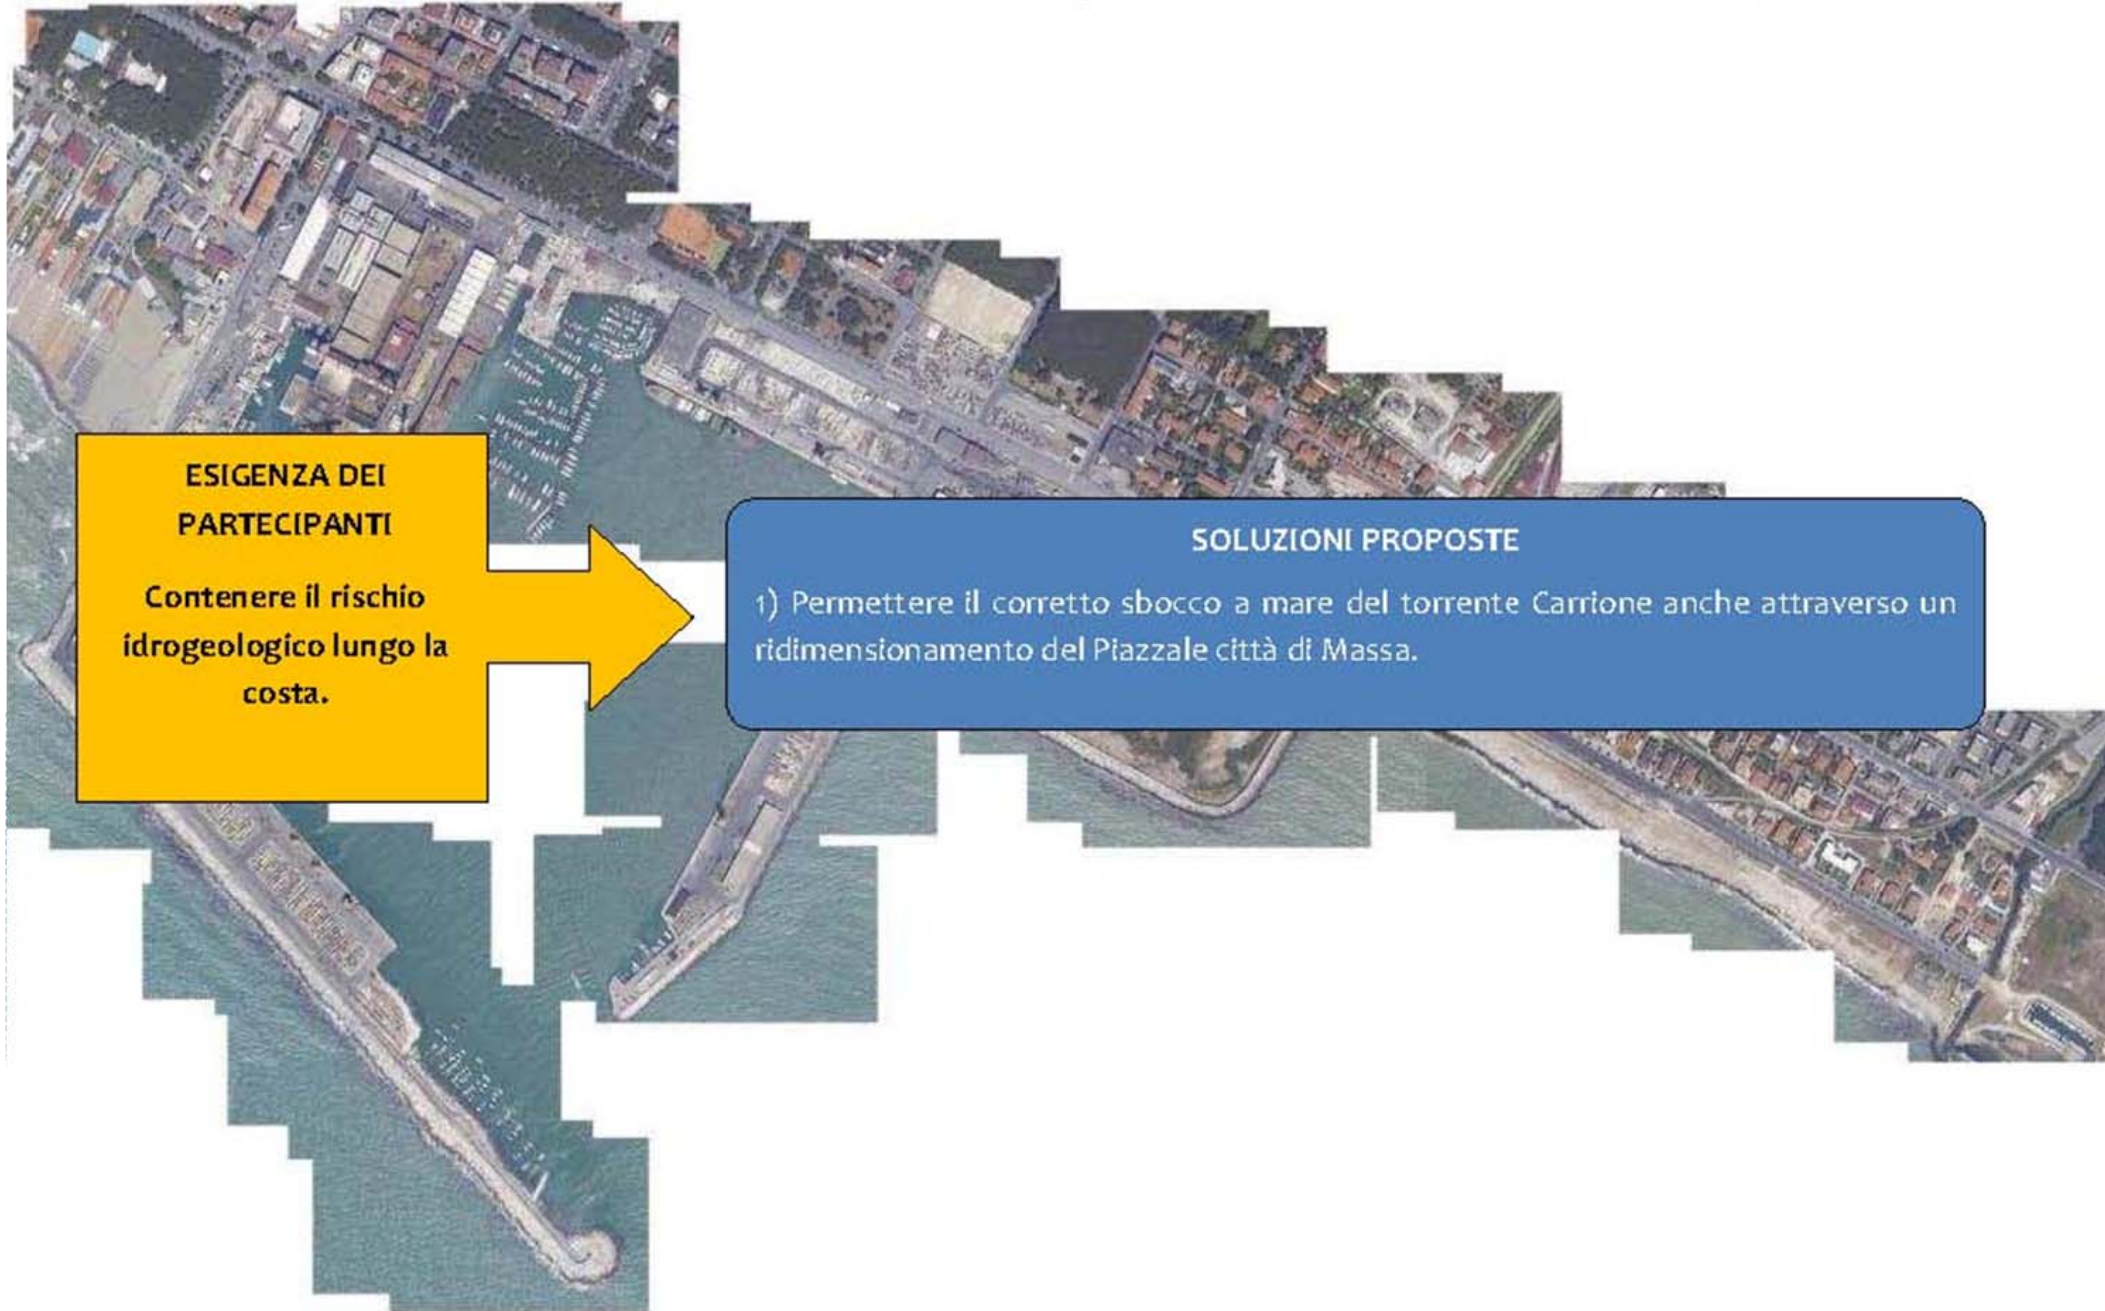 ESIGENZA DEI
PARTECIPANTI
Contenere il rischio
idrogeologico lungo la
costa.
SOLUZIONI PROPOSTE
1) Permettere il corretto sbocco a mare del torrente Carrione anche attraverso un
ridimensionamento del Piazzale città di Massa.